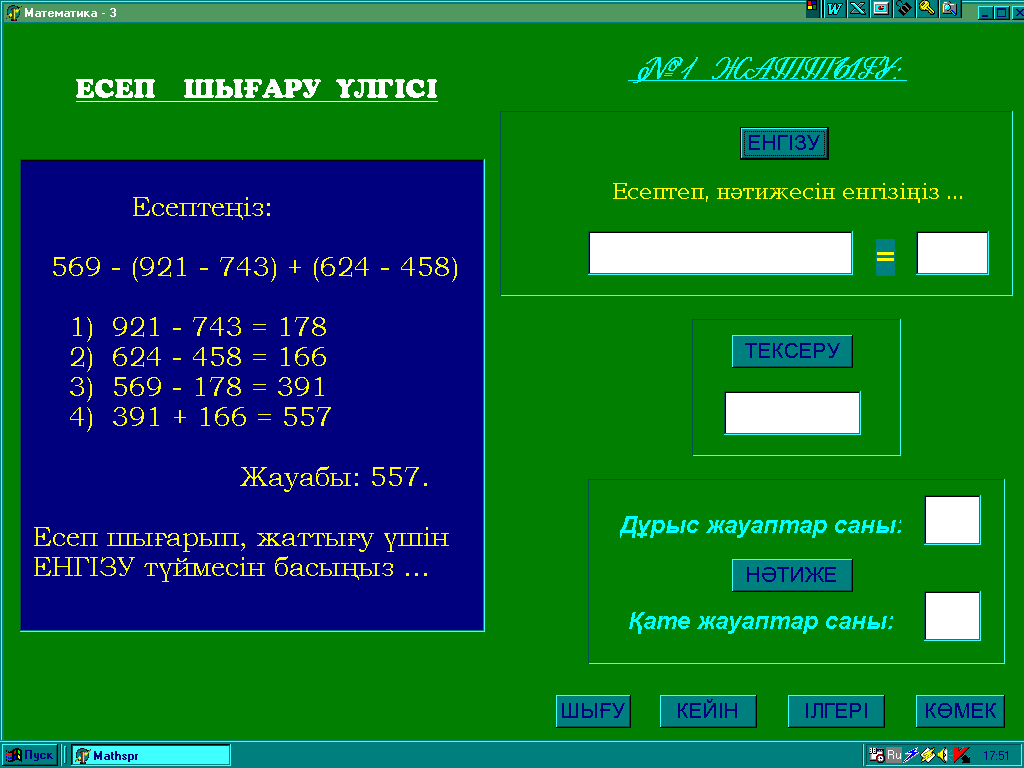 Математика - 3
ЕСЕП ШЫҒАРУ ҮЛГІСІ
Есептеңіз:
569 - (921 - 743) + (624 - 458)
1) 921 - 743 = 178
2) 624 - 458 = 166
3) 569 - 178 = 391
4) 391 + 166 = 557
Жауабы: 557.
Есеп шығарып, жаттығу үшін
ЕНГІЗУ түймесін басыңыз ...
№1 ЖАТТЫҒУ.
ЕНГІЗУ
Есептеп, нәтижесін енгізіңіз ...
=
ТЕКСЕРУ
Дұрыс жауаптар саны:
НӘТИЖЕ
Қате жауаптар саны:
ШЫҒУ
КЕЙІН
ІЛГЕРІ
КӨМЕК
Пуск
Mathspr
Ru
17:51